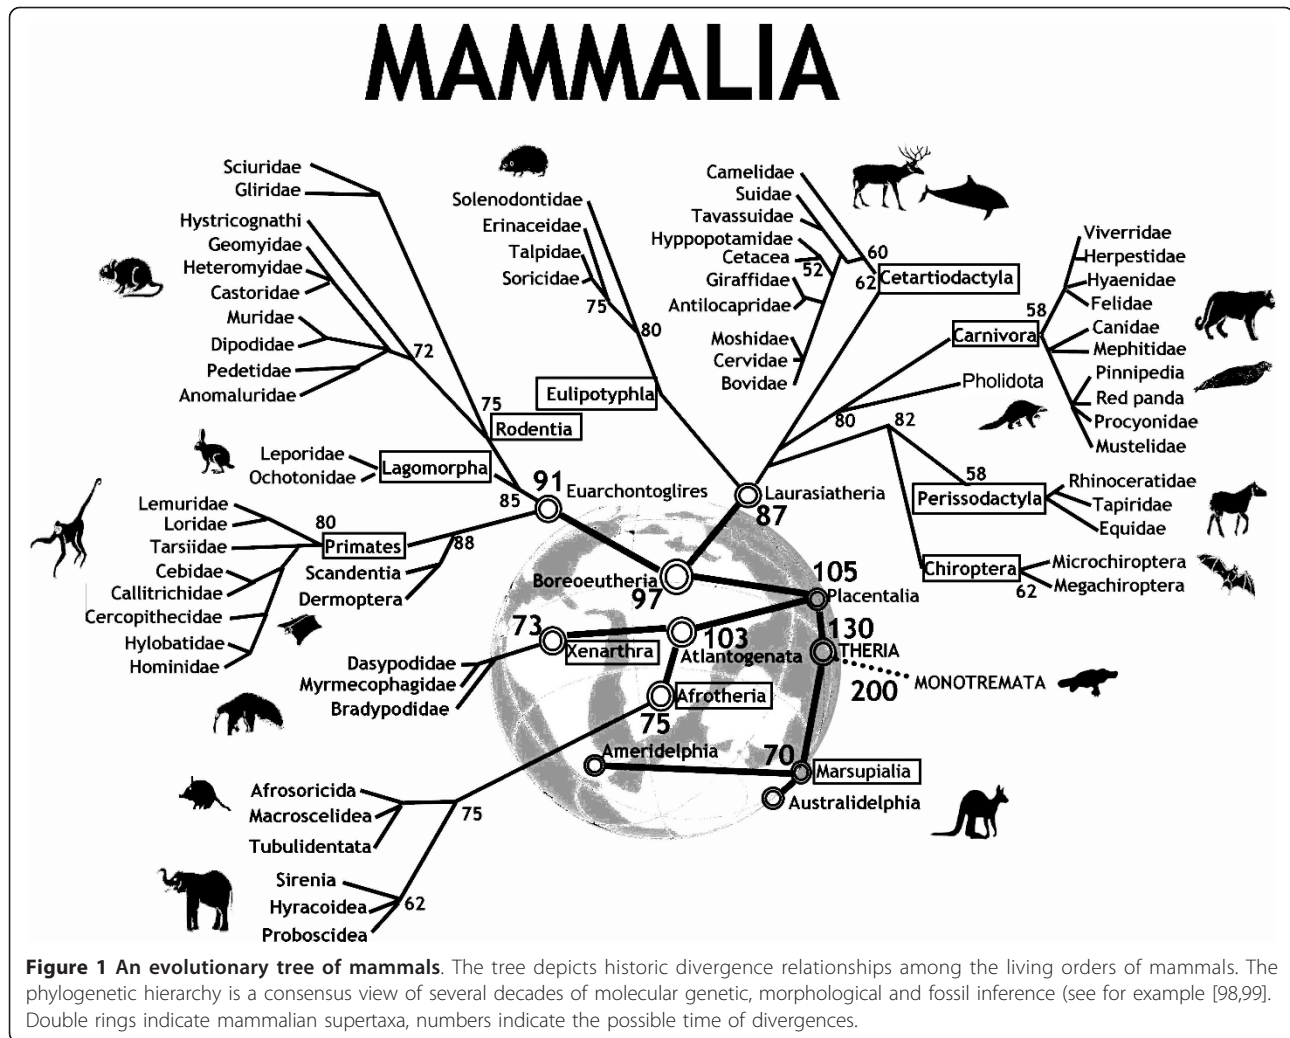 MAMMALIA
Sciuridae
Gliridae
Hystricognathi
Geomyidae
Heteromyidae
Castoridae
Muridae
Dipodidae
Pedetidae
Anomaluridae
72
75
Rodentia
Solenodontidae
Erinaceidae
Talpidae
Soricidae
75
80
Eulipotyphla
Camelidae
Suidae
Tavassuidae
Hyppopotamidae
Cetacea
52
Giraffidae
Antilocapridae
Moshidae
Cervidae
Bovidae
60
62
Cetartiodactyla
Viverridae
Herpestidae
Hyaenidae
Felidae
58
Carnivora
Canidae
Mephitidae
Pinnipedia
Red panda
Procyonidae
Mustelidae
Pholidota
80
82
58
Perissodactyla
Rhinoceratidae
Tapiridae
Equidae
Chiroptera
62
Microchiroptera
Megachiroptera
Leporidae
Ochotonidae
Lagomorpha
85
91
Euarchontoglires
Laurasiatheria
87
Lemuridae
Loridae
Tarsiidae
Cebidae
Callitrichidae
Cercopithecidae
Hylobatidae
Hominidae
80
Primates
88
Scandentia
Dermoptera
Boreoeutheria
97
105
Placentalia
130
THERIA
200
MONOTREMATA
73
Xenarthra
103
Atlantogenata
Dasypodidae
Myrmecophagidae
Bradypodidae
Afrotheria
75
Ameridelphia
70
Marsupialia
Australidelphia
Afrosoricida
Macroscelidea
Tubulidentata
75
Sirenia
Hyracoidea
Proboscidea
62
Figure 1 An evolutionary tree of mammals. The tree depicts historic divergence relationships among the living orders of mammals. The
phylogenetic hierarchy is a consensus view of several decades of molecular genetic, morphological and fossil inference (see for example [98,99].
Double rings indicate mammalian supertaxa, numbers indicate the possible time of divergences.